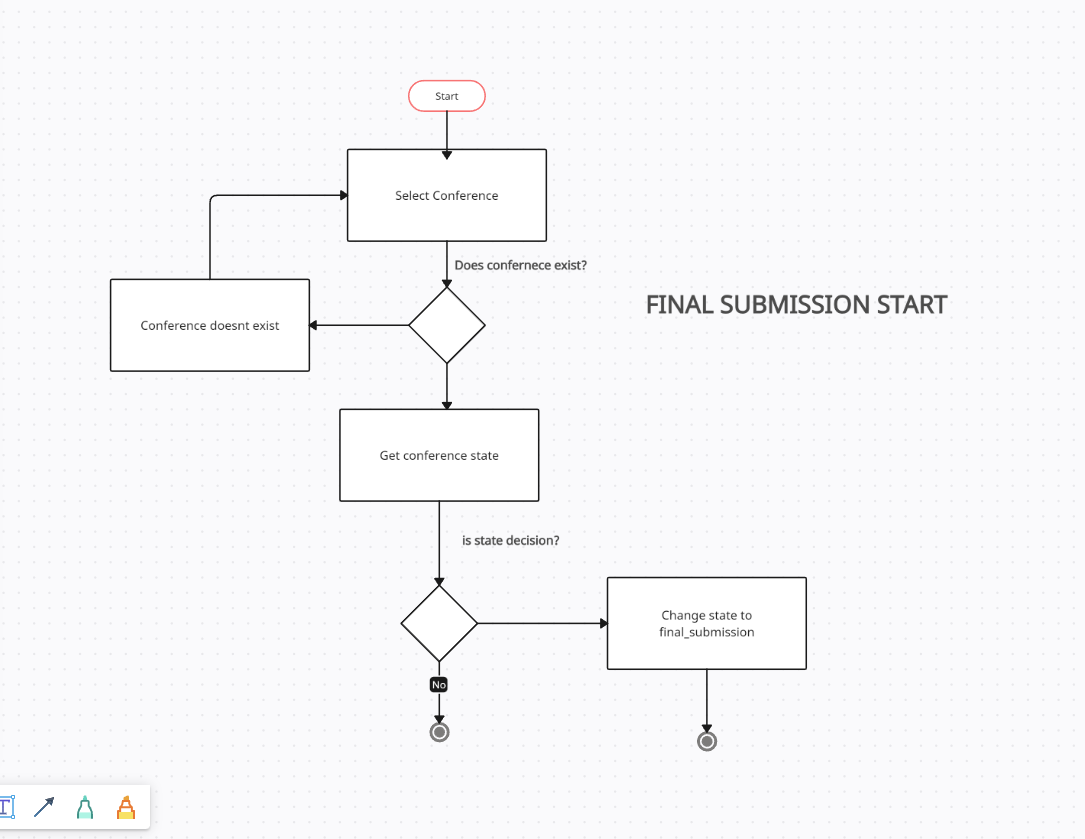 Start
Select Conference
Does confernece exist?
FINAL SUBMISSION START
Conference doesnt exist
Get conference state
is state decision?
Change state to
final_submission
No
T